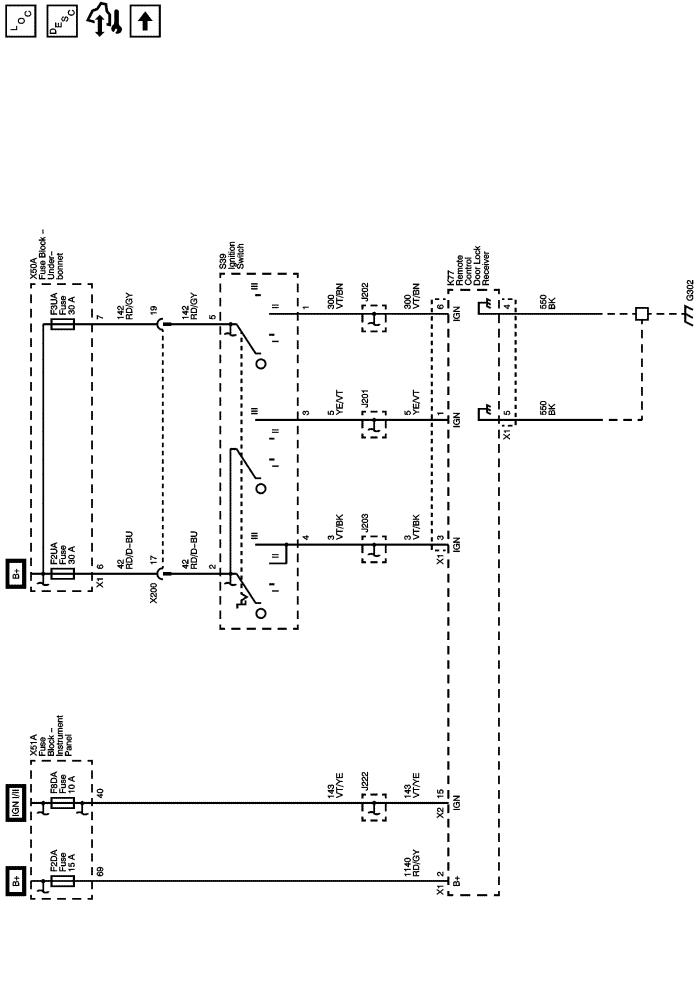 LOC
DESC
X50A
Fuse Block –
Under-
bonnet
F3UA
Fuse
30 A
7
142
RD/GY
19
142
RD/GY
5
S39
Ignition
Switch
III
II
I
1
300
VT/BN
J202
300
VT/BN
6
IGN
K77
Remote
Control
Door Lock
Receiver
4
550
BK
G302
III
II
I
3
5
YE/VT
J201
5
YE/VT
1
IGN
5
X1
550
BK
B+
F2UA
Fuse
30 A
6
X1
42
RD/D-BU
17
X200
42
RD/D-BU
2
III
II
I
4
3
VT/BK
J203
3
VT/BK
3
X1
IGN
X51A
Fuse
Block –
Instrument
Panel
IGN I/II
F8DA
Fuse
10 A
40
143
VT/YE
J222
143
VT/YE
15
X2
IGN
B+
F2DA
Fuse
15 A
69
1140
RD/GY
2
X1
B+